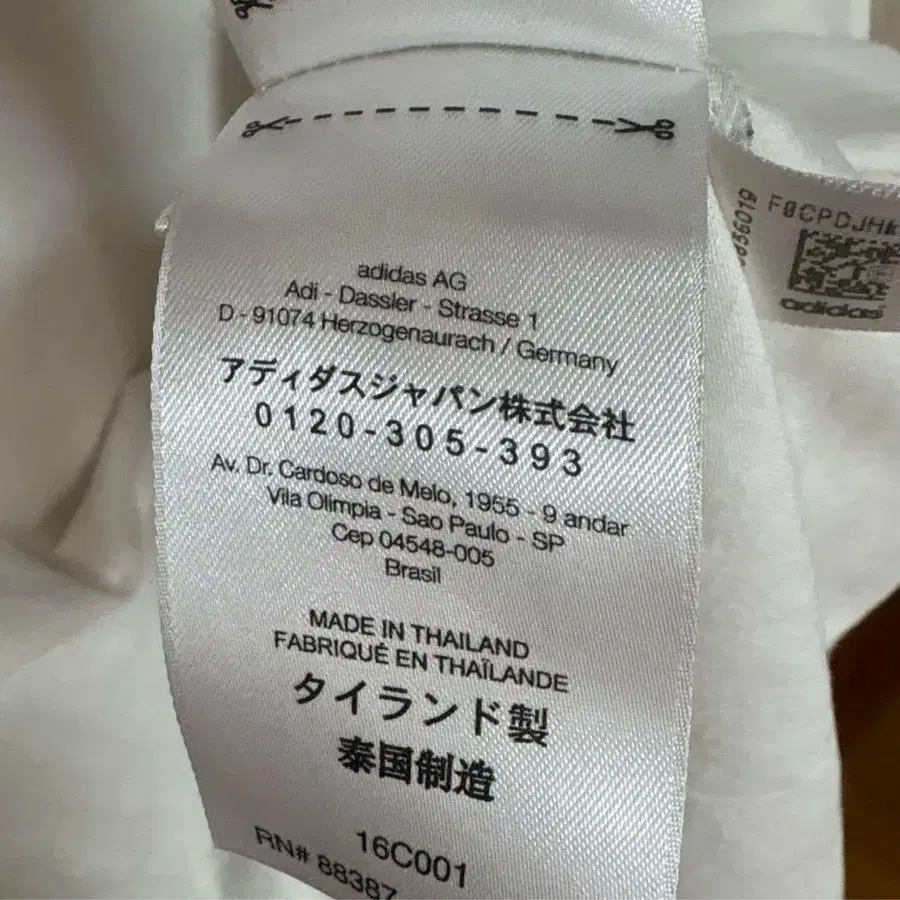 adidas AG
Adi - Dassler - Strasse 1
D - 91074 Herzogenaurach / Germany
アディダスジャパン株式会社
0120-305-393
Av. Dr. Cardoso de Melo, 1955 - 9 andar
Vila Olimpia - Sao Paulo - SP
Cep 04548-005
Brasil
MADE IN THAILAND
FABRIQUÉ EN THAÏLANDE
タイランド製
泰国制造
16C001
RN# 88387
adidas